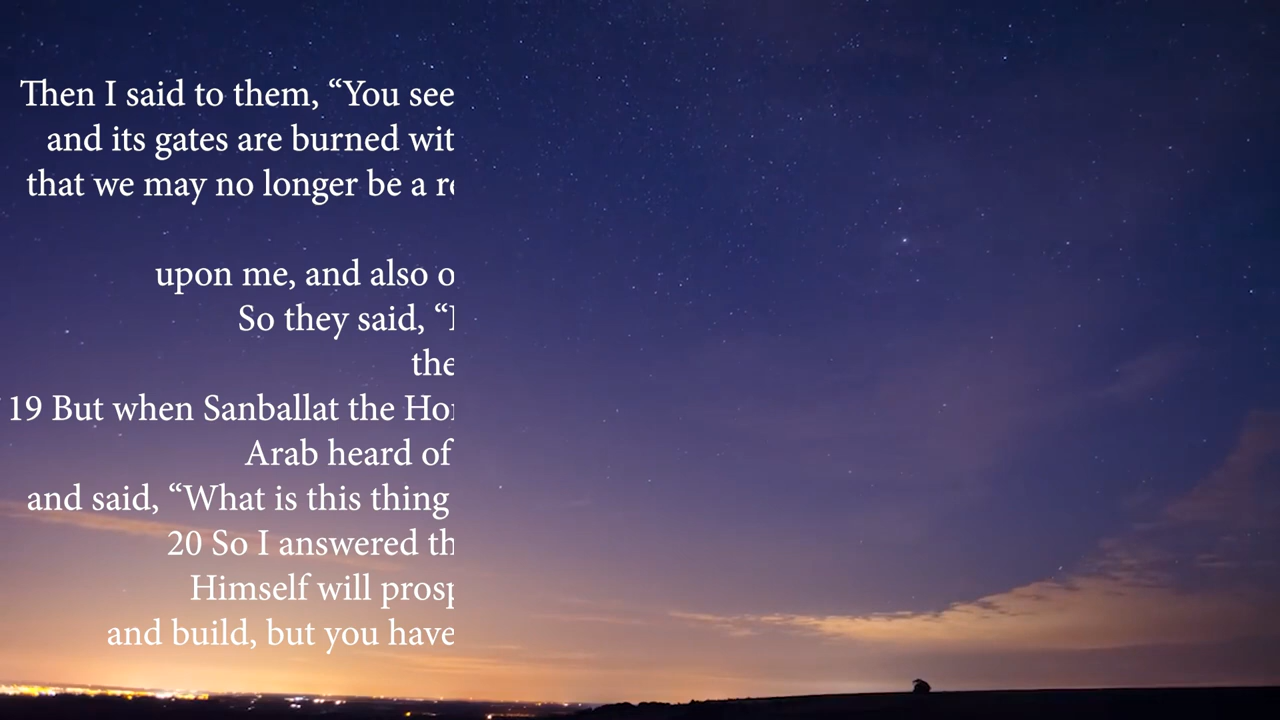 Then I said to them, “You see
and its gates are burned wit
that we may no longer be a r
upon me, and also o
So they said, “
the
19 But when Sanballat the Ho
Arab heard of
and said, “What is this thing
20 So I answered th
Himself will prosp
and build, but you have